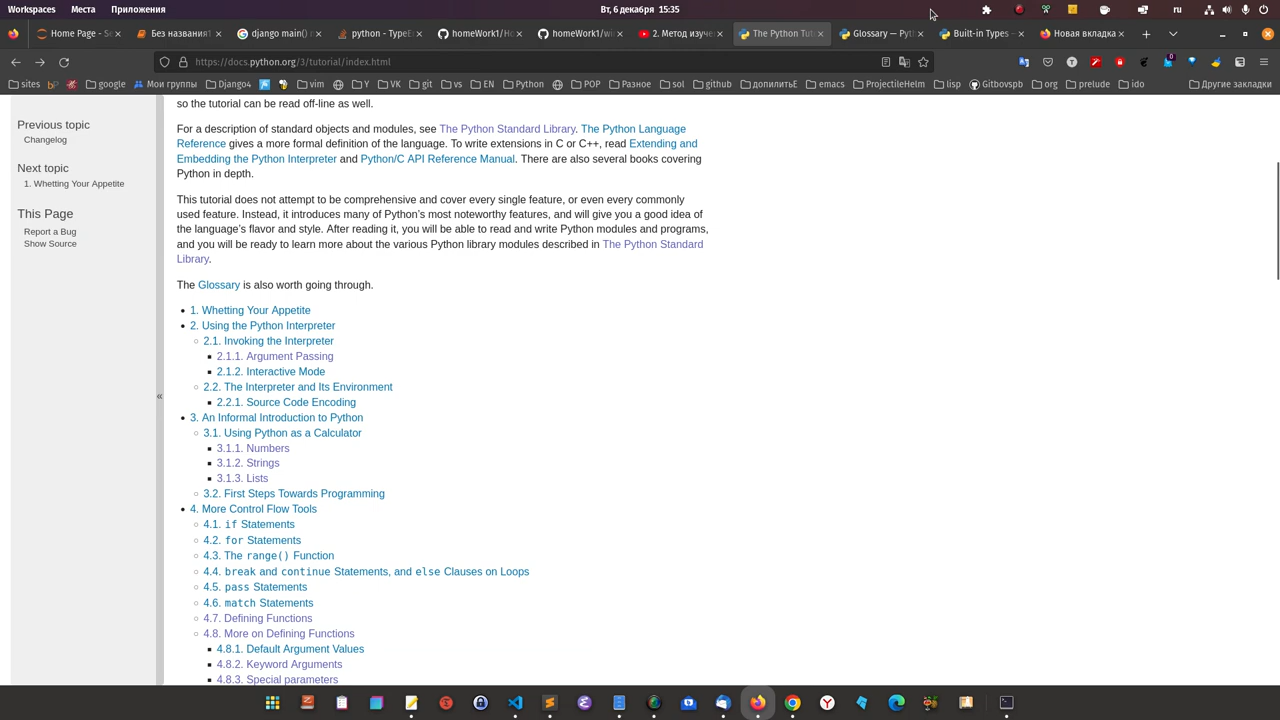 Workspaces Места Приложения Вт, 6 декабря 15:35 ru
Home Page - Se Без названия1 django main() python - TypeE homeWork1/Ho homeWork1/wi 2. Метод изучен The Python Tut Glossary — Pyt Built-in Types - Новая вкладка
https://docs.python.org/3/tutorial/index.html
sites google Мои группы Django4 vim Y VK git vs EN Python POP Разное sol github допилитьЕ emacs ProjectileHelm lisp Gitbovspb org prelude ido Другие закладки
so the tutorial can be read off-line as well.
Previous topic
Changelog
Next topic
1. Whetting Your Appetite
This Page
Report a Bug
Show Source
For a description of standard objects and modules, see The Python Standard Library. The Python Language
Reference gives a more formal definition of the language. To write extensions in C or C++, read Extending and
Embedding the Python Interpreter and Python/C API Reference Manual. There are also several books covering
Python in depth.
This tutorial does not attempt to be comprehensive and cover every single feature, or even every commonly
used feature. Instead, it introduces many of Python's most noteworthy features, and will give you a good idea of
the language's flavor and style. After reading it, you will be able to read and write Python modules and programs,
and you will be ready to learn more about the various Python library modules described in The Python Standard
Library.
The Glossary is also worth going through.
• 1. Whetting Your Appetite
• 2. Using the Python Interpreter
◦ 2.1. Invoking the Interpreter
▪ 2.1.1. Argument Passing
▪ 2.1.2. Interactive Mode
◦ 2.2. The Interpreter and Its Environment
▪ 2.2.1. Source Code Encoding
«
• 3. An Informal Introduction to Python
◦ 3.1. Using Python as a Calculator
▪ 3.1.1. Numbers
▪ 3.1.2. Strings
▪ 3.1.3. Lists
◦ 3.2. First Steps Towards Programming
• 4. More Control Flow Tools
◦ 4.1. if Statements
◦ 4.2. for Statements
◦ 4.3. The range() Function
◦ 4.4. break and continue Statements, and else Clauses on Loops
◦ 4.5. pass Statements
◦ 4.6. match Statements
◦ 4.7. Defining Functions
◦ 4.8. More on Defining Functions
▪ 4.8.1. Default Argument Values
▪ 4.8.2. Keyword Arguments
▪ 4.8.3. Special parameters